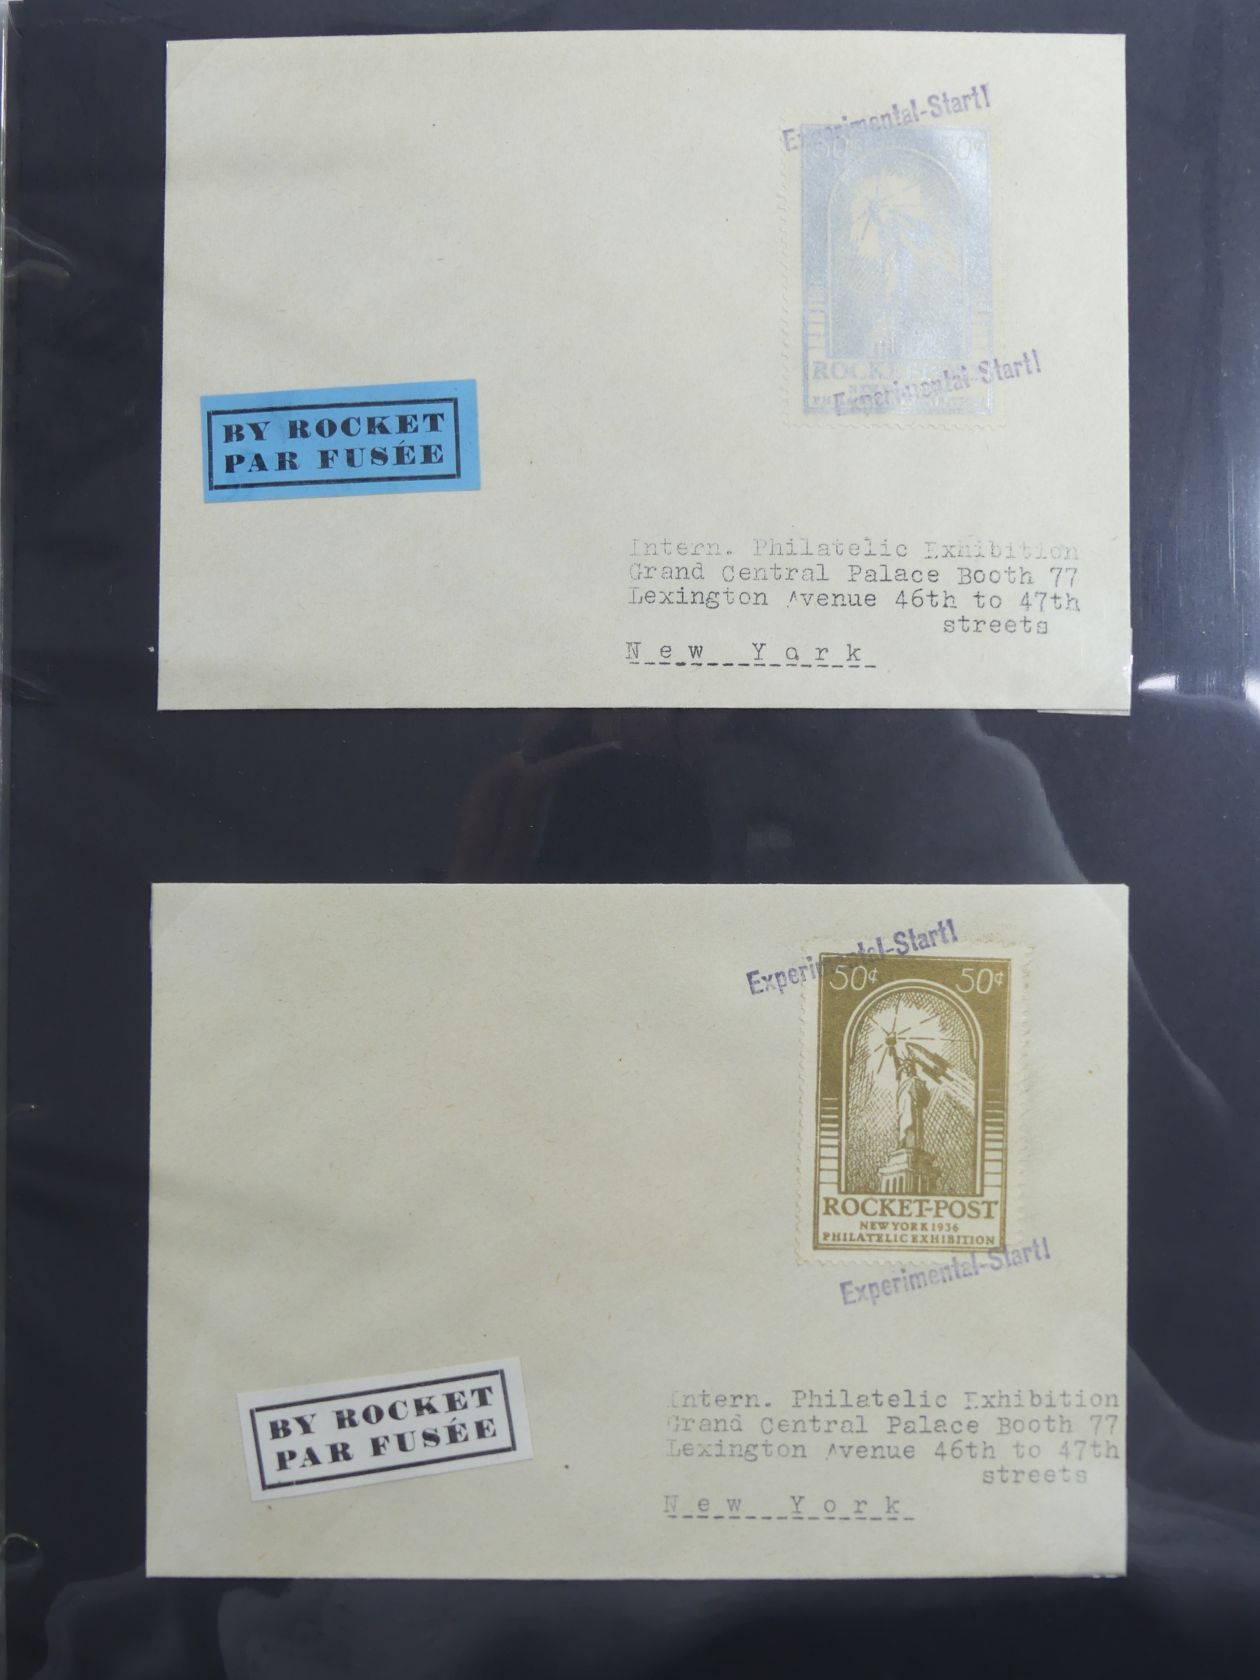 Experimental-Start!
50¢ 50¢
ROCKET-POST
Experimental-Start!
BY ROCKET
PAR FUSÉE
Intern. Philatelic Exhibition
Grand Central Palace Booth 77
Lexington Avenue 46th to 47th
streets
New York
Experimental-Start!
50¢ 50¢
ROCKET-POST
NEW YORK 1936
PHILATELIC EXHIBITION
Experimental-Start!
BY ROCKET
PAR FUSÉE
Intern. Philatelic Exhibition
Grand Central Palace Booth 77
Lexington Avenue 46th to 47th
streets
New York